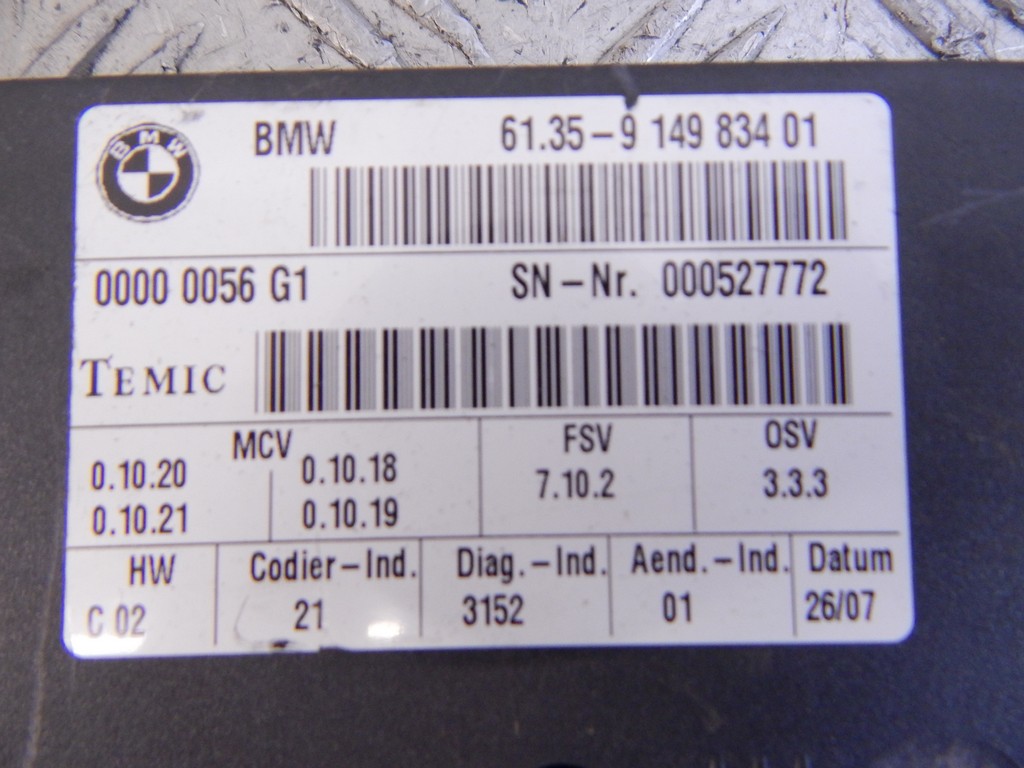 BMW
BMW 61.35-9 149 834 01
0000 0056 G1 SN-Nr. 000527772
TEMIC
MCV FSV OSV
0.10.20 0.10.18 7.10.2 3.3.3
0.10.21 0.10.19
HW Codier-Ind. Diag.-Ind. Aend.-Ind. Datum
C 02 21 3152 01 26/07